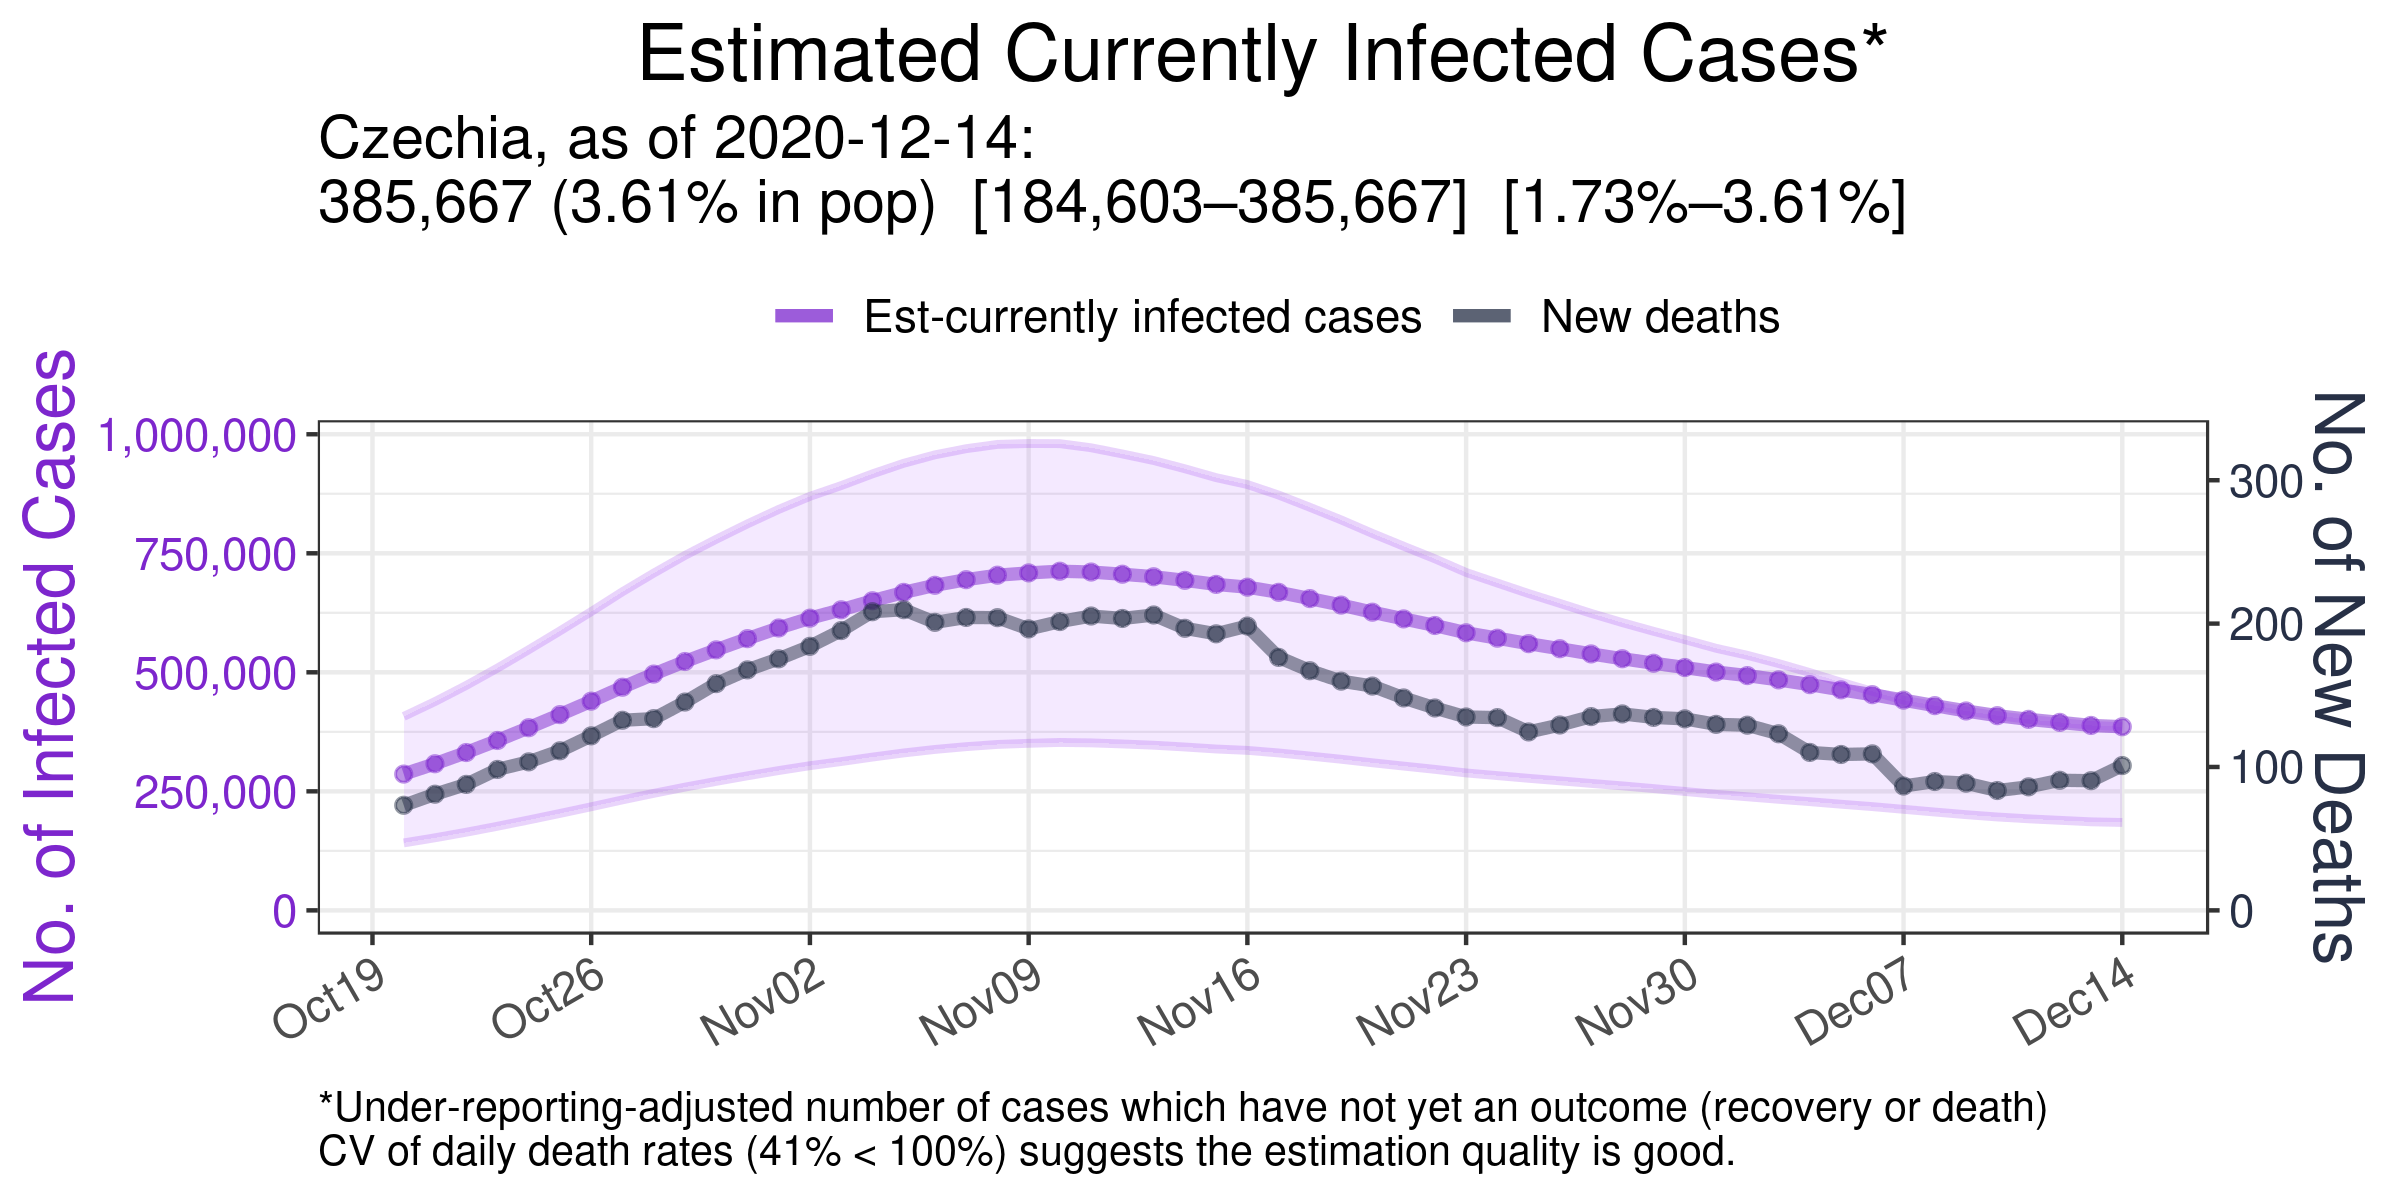 Estimated Currently Infected Cases*
Czechia, as of 2020-12-14:
385,667 (3.61% in pop) [184,603–385,667] [1.73%–3.61%]
Est-currently infected cases
New deaths
No. of Infected Cases
1,000,000
750,000
500,000
250,000
0
300
200
100
0
No. of New Deaths
Oct19
Oct26
Nov02
Nov09
Nov16
Nov23
Nov30
Dec07
Dec14
*Under-reporting-adjusted number of cases which have not yet an outcome (recovery or death)
CV of daily death rates (41% < 100%) suggests the estimation quality is good.